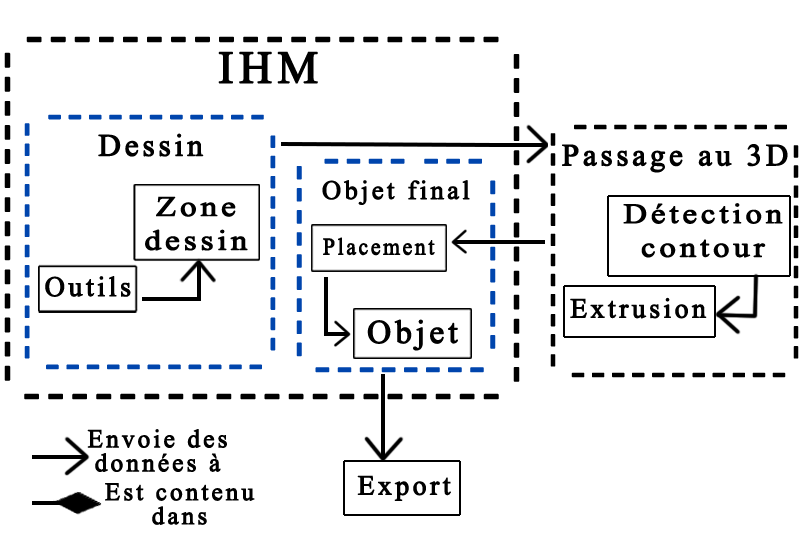 IHM
Dessin
Zone
dessin
Outils
Objet final
Placement
Objet
Passage au 3D
Détection
contour
Extrusion
Export
Envoie des
données à
Est contenu
dans